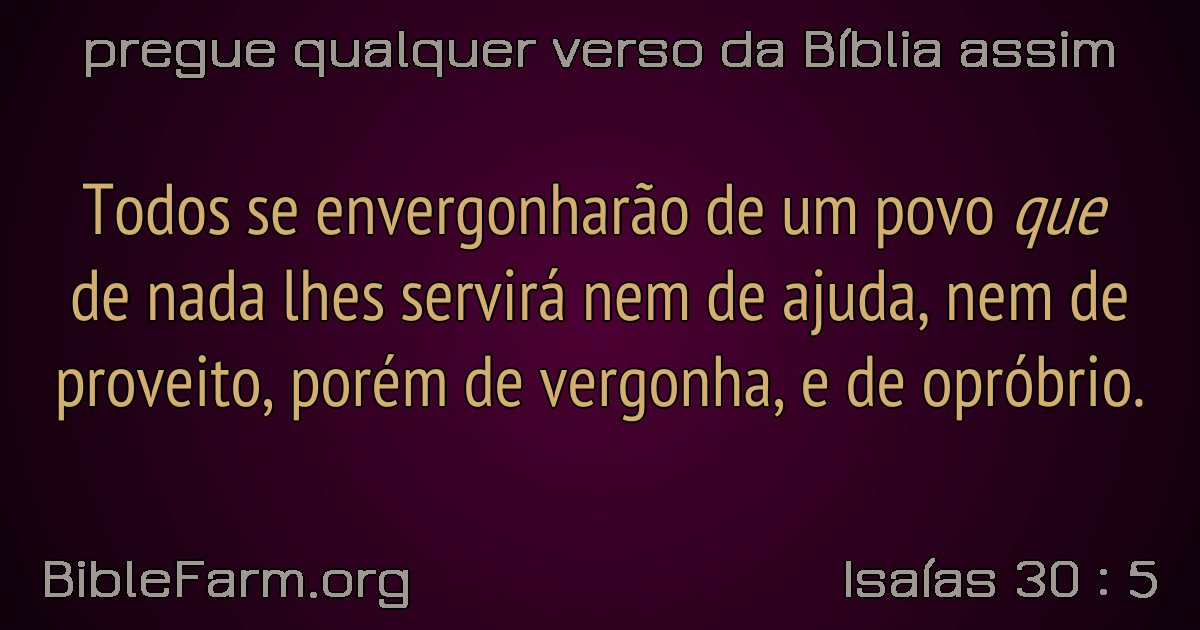 pregue qualquer verso da Bíblia assim
Todos se envergonharão de um povo que
de nada lhes servirá nem de ajuda, nem de
proveito, porém de vergonha, e de opróbrio.
BibleFarm.org
Isaías 30 : 5